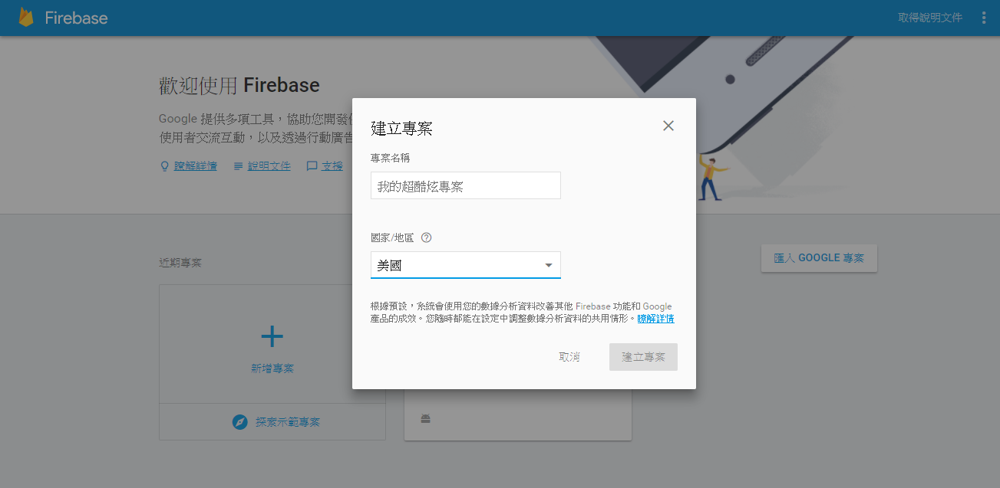 Firebase
取得說明文件
歡迎使用 Firebase
Google 提供多項工具，協助您開發
使用者交流互動，以及透過行動廣告
瞭解詳情 說明文件 支援
近期專案
匯入 GOOGLE 專案
新增專案
探索示範專案
建立專案
專案名稱
我的超酷炫專案
國家/地區
美國
根據預設，系統會使用您的數據分析資料改善其他 Firebase 功能和 Google
產品的成效。您隨時都能在設定中調整數據分析資料的共用情形。瞭解詳情
取消 建立專案